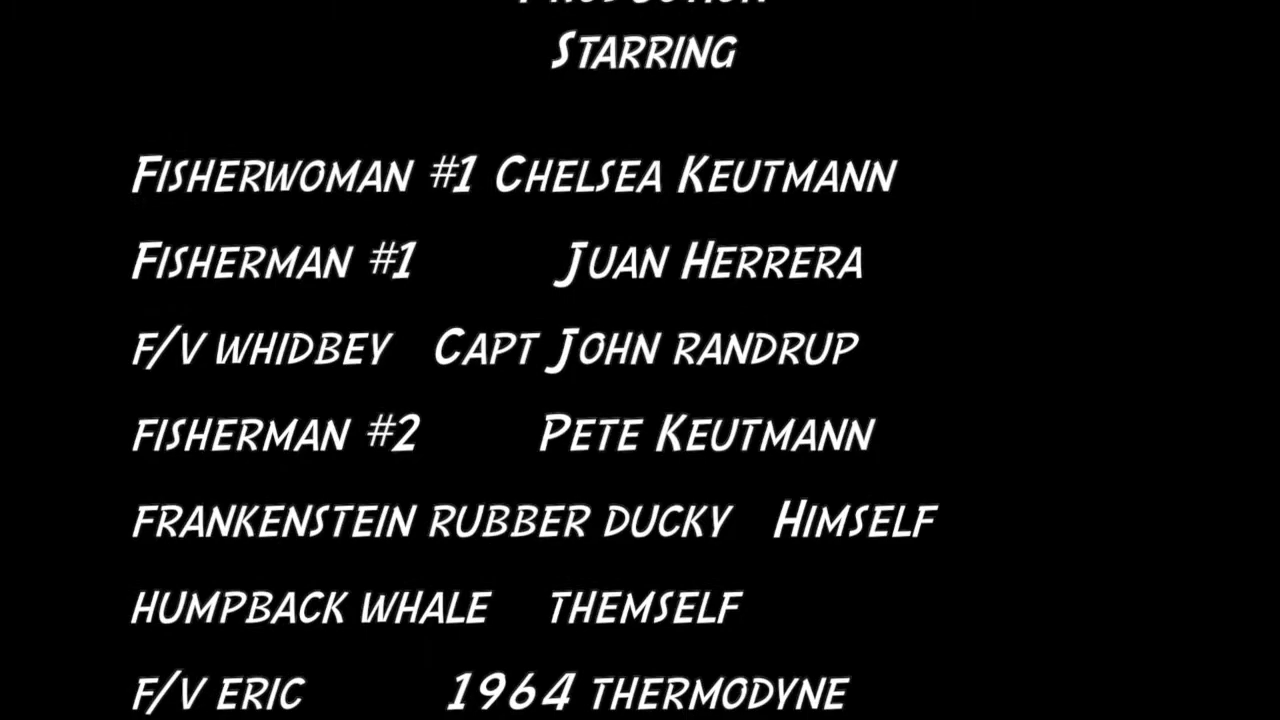 Production
Starring
Fisherwoman #1 Chelsea Keutmann
Fisherman #1 Juan Herrera
f/v whidbey Capt John randrup
fisherman #2 Pete Keutmann
frankenstein rubber ducky Himself
humpback whale themself
f/v eric 1964 thermodyne